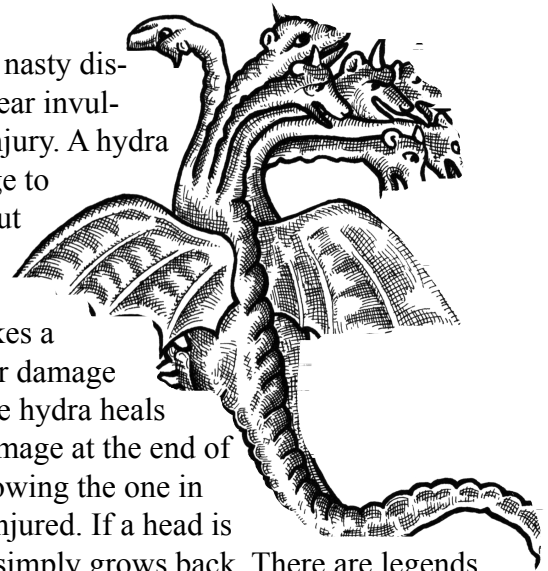 nasty dis-
ear invul-
njury. A hydra
ge to
ut
kes a
r damage
e hydra heals
mage at the end of
owing the one in
njured. If a head is
simply grows back. There are legends